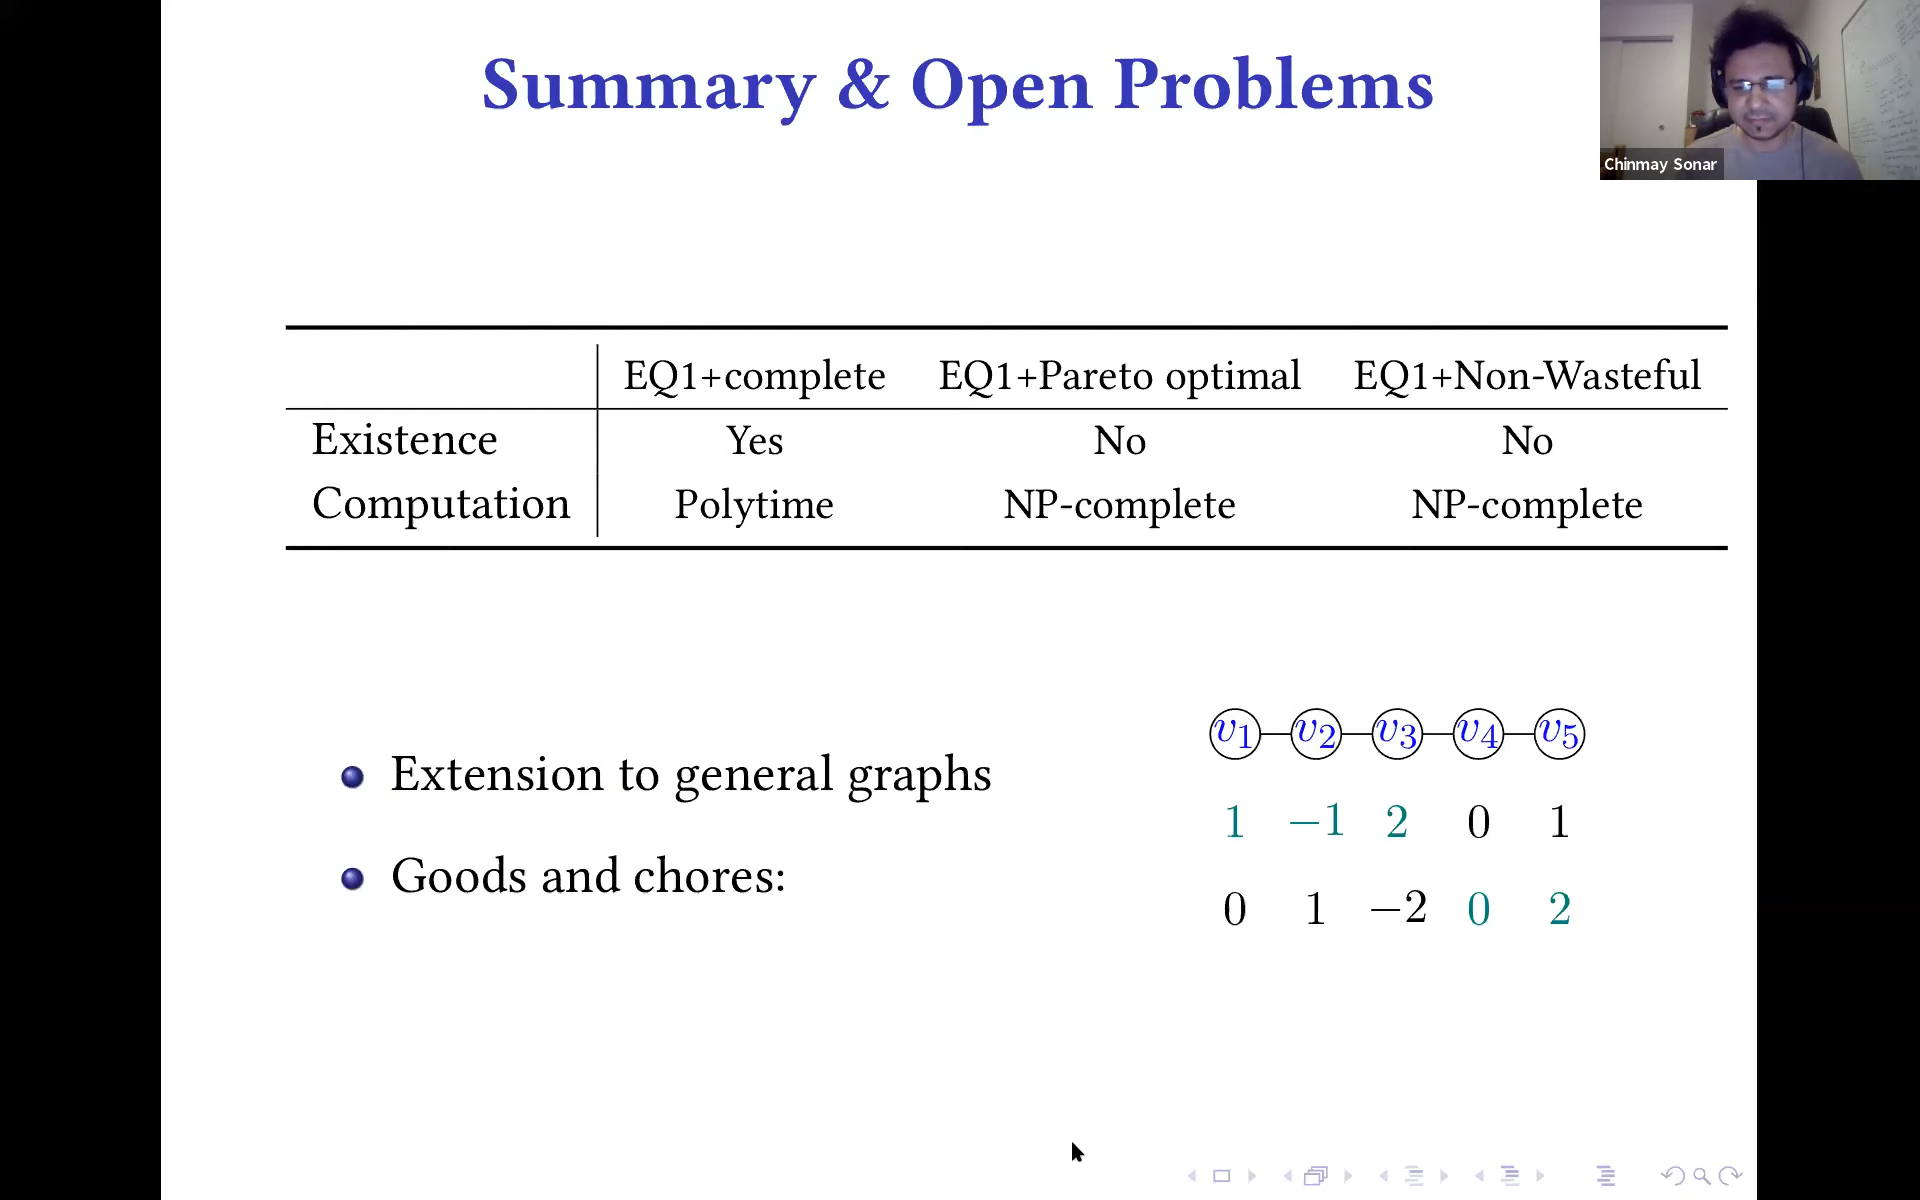 Summary & Open Problems
Chinmay Sonar
EQ1+complete EQ1+Pareto optimal EQ1+Non-Wasteful
Existence Yes No No
Computation Polytime NP-complete NP-complete
Extension to general graphs
Goods and chores:
v1 v2 v3 v4 v5
1 −1 2 0 1
0 1 −2 0 2